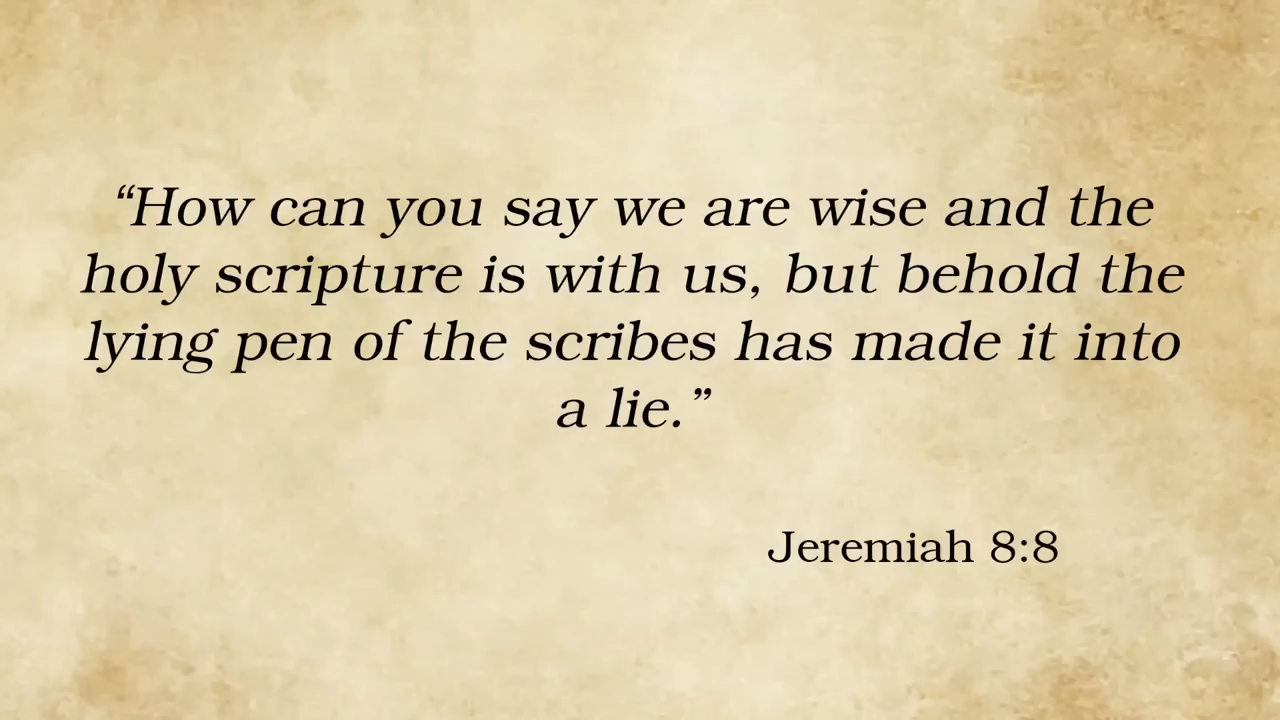 “How can you say we are wise and the
holy scripture is with us, but behold the
lying pen of the scribes has made it into
a lie.”
Jeremiah 8:8